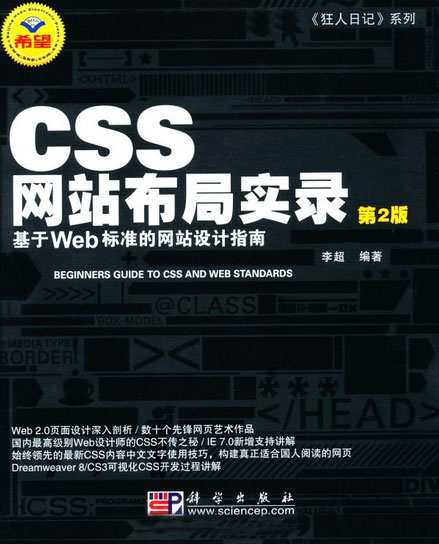 《狂人日记》系列
希望
<XHTML>
CSS
网站布局实录
第2版
基于Web标准的网站设计指南
李超 编著
BEGINNERS GUIDE TO CSS AND WEB STANDARDS
@CLASS
BOX-MODEL
#MEDIATYPE
BORDER
</HEAD>
Web 2.0页面设计深入剖析/数十个先锋网页艺术作品
国内最高级别Web设计师的CSS不传之秘/IE 7.0新增支持讲解
始终领先的最新CSS内容中文文字使用技巧，构建真正适合国人阅读的网页
Dreamweaver 8/CS3可视化CSS开发过程讲解
DIV
CSS
科学出版社
www.sciencep.com